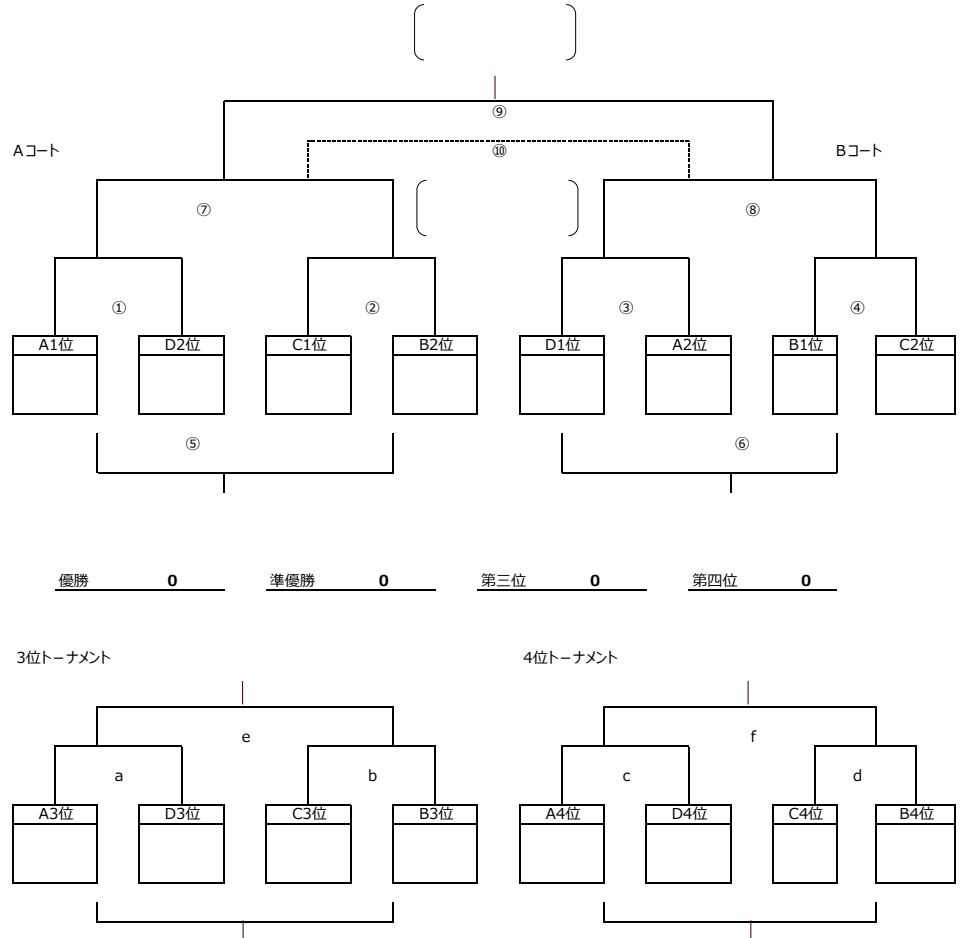 ⑨
Aコート ⑩ Bコート
⑦ ⑧
① ② ③ ④
A1位 D2位 C1位 B2位 D1位 A2位 B1位 C2位
⑤ ⑥
優勝 0 準優勝 0 第三位 0 第四位 0
3位トーナメント 4位トーナメント
e f
a b c d
A3位 D3位 C3位 B3位 A4位 D4位 C4位 B4位